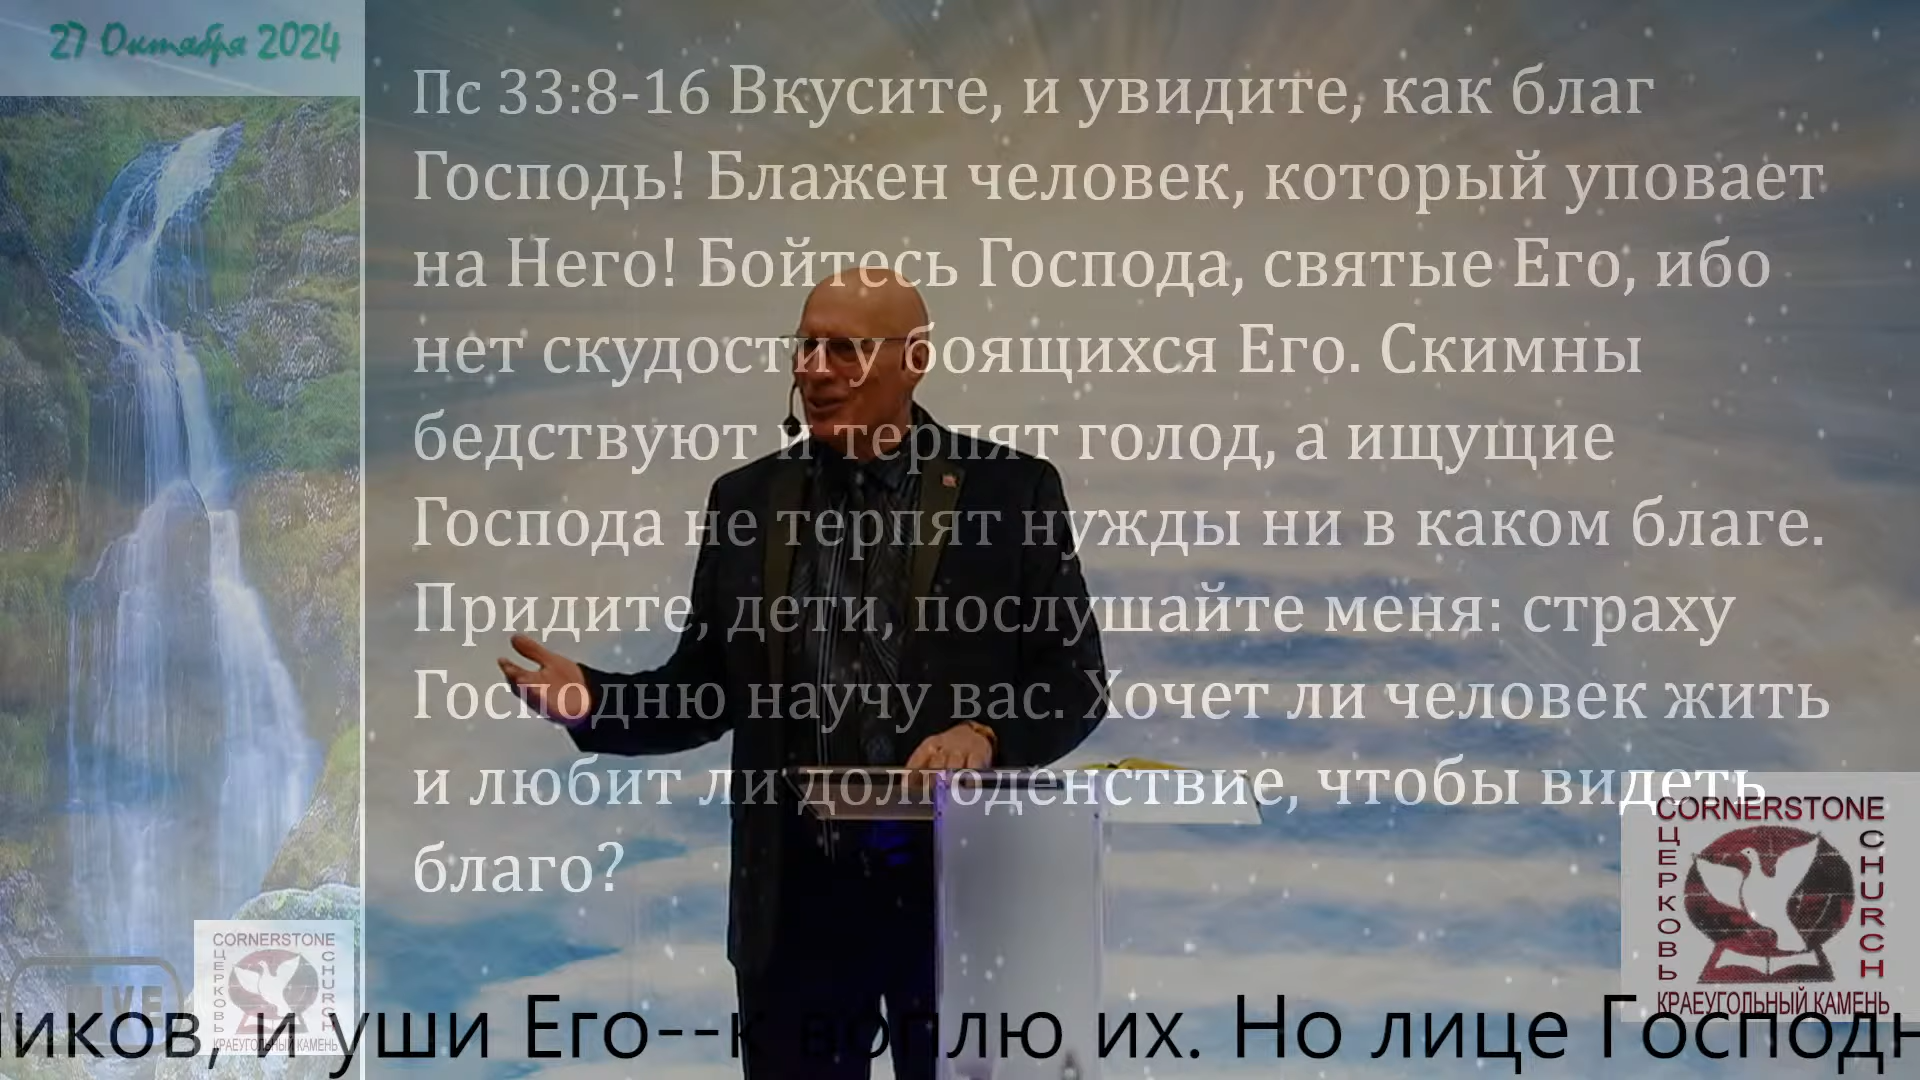 27 Октября 2024
Пс 33:8-16 Вкусите, и увидите, как благ
Господь! Блажен человек, который уповает
на Него! Бойтесь Господа, святые Его, ибо
нет скудости у боящихся Его. Скимны
бедствуют и терпят голод, а ищущие
Господа не терпят нужды ни в каком благе.
Придите, дети, послушайте меня: страху
Господню научу вас. Хочет ли человек жить
и любит ли долгоденствие, чтобы видеть
благо?
CORNERSTONE
ЦЕРКОВЬ
CHURCH
КРАЕУГОЛЬНЫЙ КАМЕНЬ
LIVE
CORNERSTONE
ЦЕРКОВЬ
CHURCH
КРАЕУГОЛЬНЫЙ КАМЕНЬ
и уши Его--к воплю их. Но лице